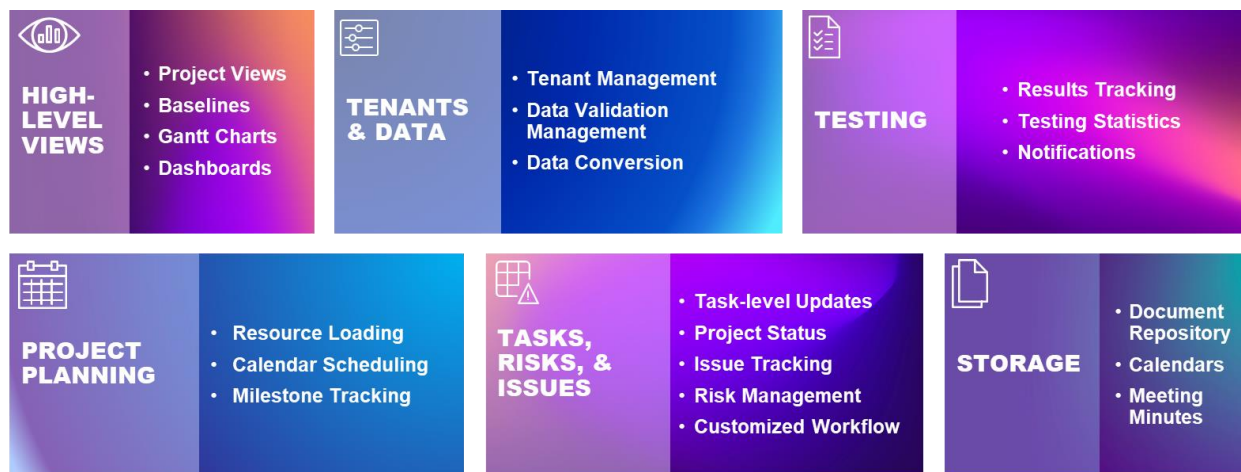 HIGH-
LEVEL
VIEWS
• Project Views
• Baselines
• Gantt Charts
• Dashboards
TENANTS
& DATA
• Tenant Management
• Data Validation
Management
• Data Conversion
TESTING
• Results Tracking
• Testing Statistics
• Notifications
PROJECT
PLANNING
• Resource Loading
• Calendar Scheduling
• Milestone Tracking
TASKS,
RISKS, &
ISSUES
• Task-level Updates
• Project Status
• Issue Tracking
• Risk Management
• Customized Workflow
STORAGE
• Document
Repository
• Calendars
• Meeting
Minutes